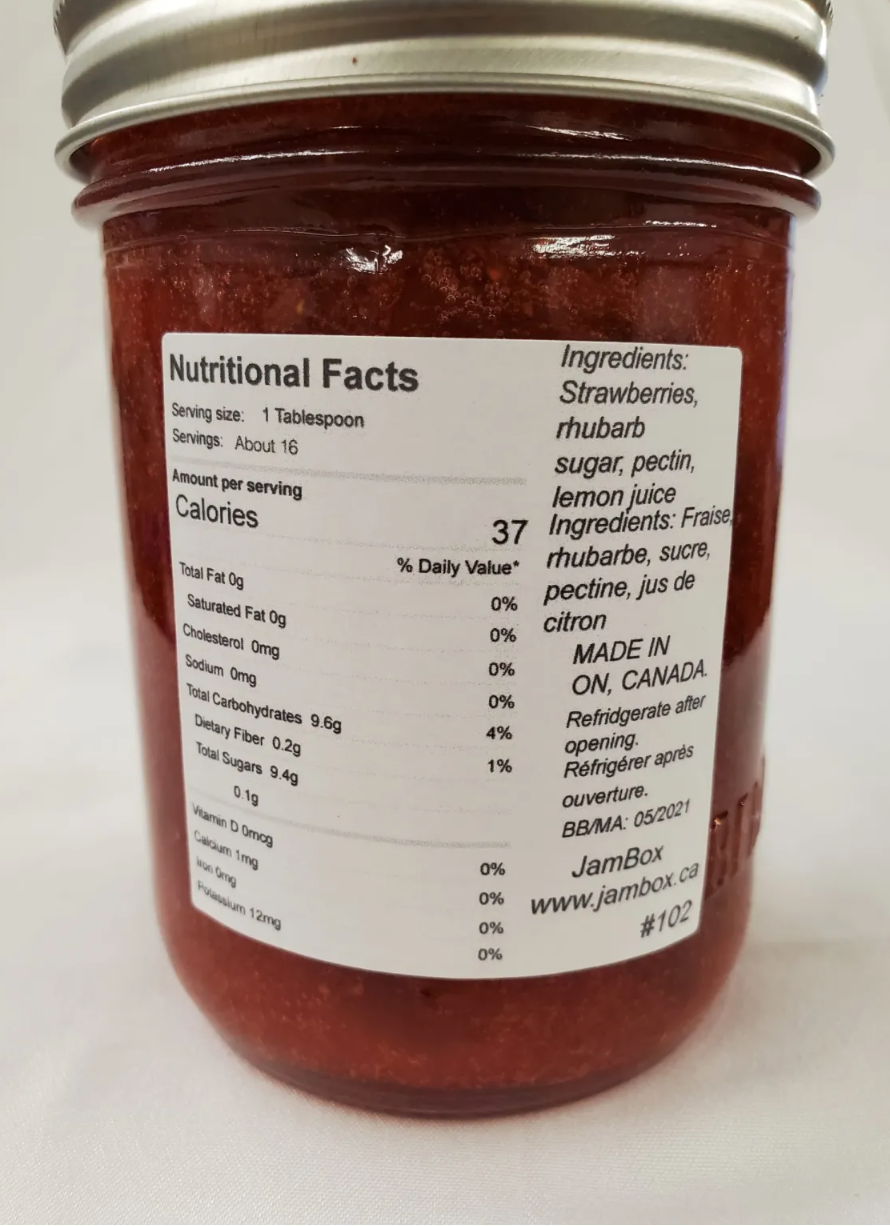 Nutritional Facts
Serving size: 1 Tablespoon
Servings: About 16
Amount per serving
Calories 37
% Daily Value*
Total Fat 0g 0%
Saturated Fat 0g 0%
Cholesterol 0mg 0%
Sodium 0mg 0%
Total Carbohydrates 9.6g 4%
Dietary Fiber 0.2g 1%
Total Sugars 9.4g
0.1g
Vitamin D 0mcg 0%
Calcium 1mg 0%
Iron 0mg 0%
Potassium 12mg 0%
Ingredients:
Strawberries,
rhubarb
sugar, pectin,
lemon juice
Ingredients: Fraise,
rhubarbe, sucre,
pectine, jus de
citron
MADE IN
ON, CANADA.
Refridgerate after
opening.
Réfrigérer après
ouverture.
BB/MA: 05/2021
JamBox
www.jambox.ca
#102